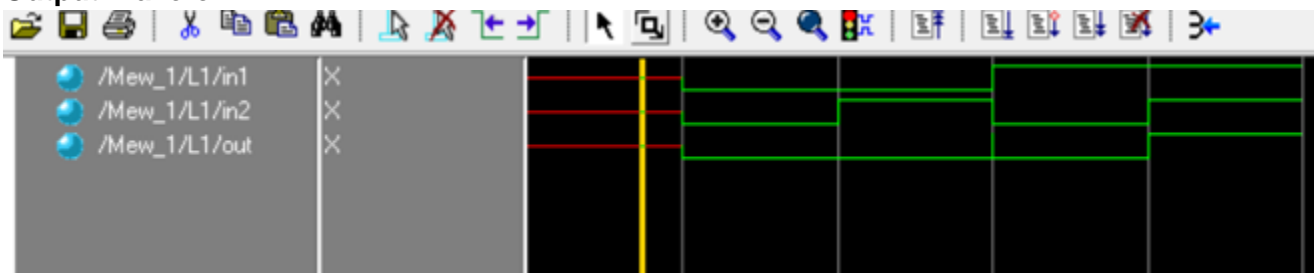 /Mew_1/L1/in1 X
/Mew_1/L1/in2 X
/Mew_1/L1/out X